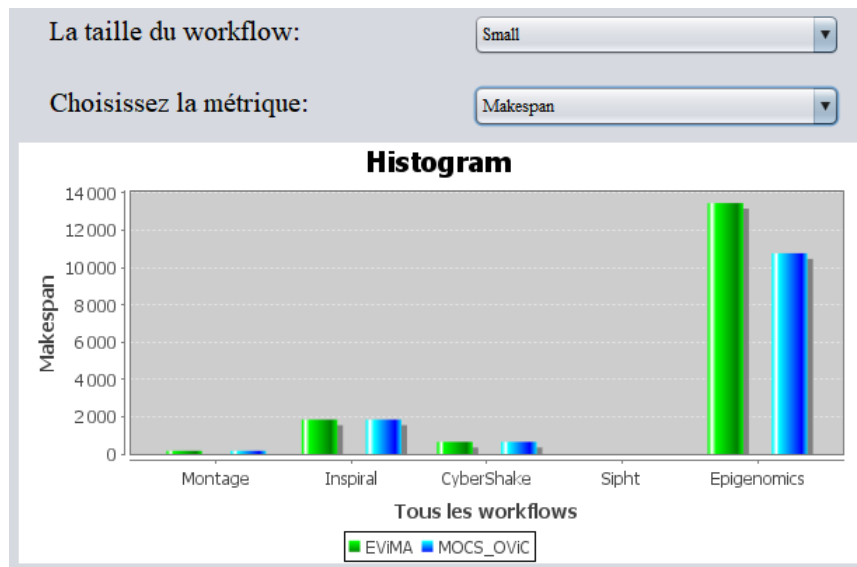 La taille du workflow:
Small
Choisissez la métrique:
Makespan
Histogram
14 000
12 000
10 000
8 000
6 000
4 000
2 000
0
Makespan
Montage
Inspiral
CyberShake
Sipht
Epigenomics
Tous les workflows
EViMA
MOCS_OViC